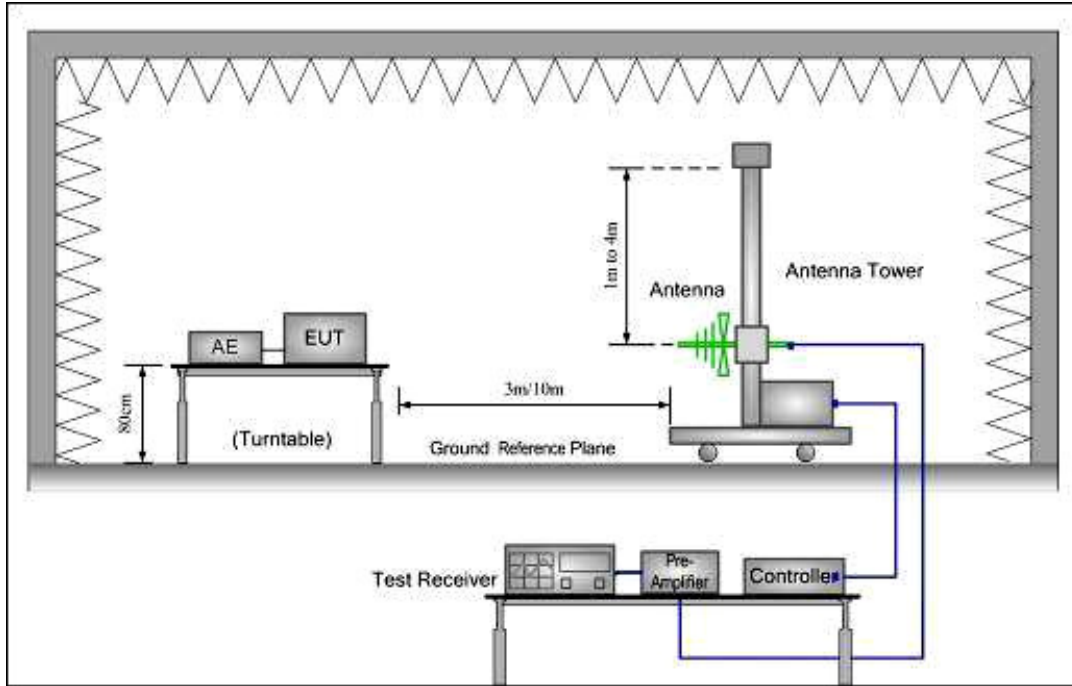 1m to 4m
Antenna Tower
Antenna
AE
EUT
3m/10m
80cm
(Turntable)
Ground Reference Plane
Test Receiver
Pre-
Amplifier
Controlle